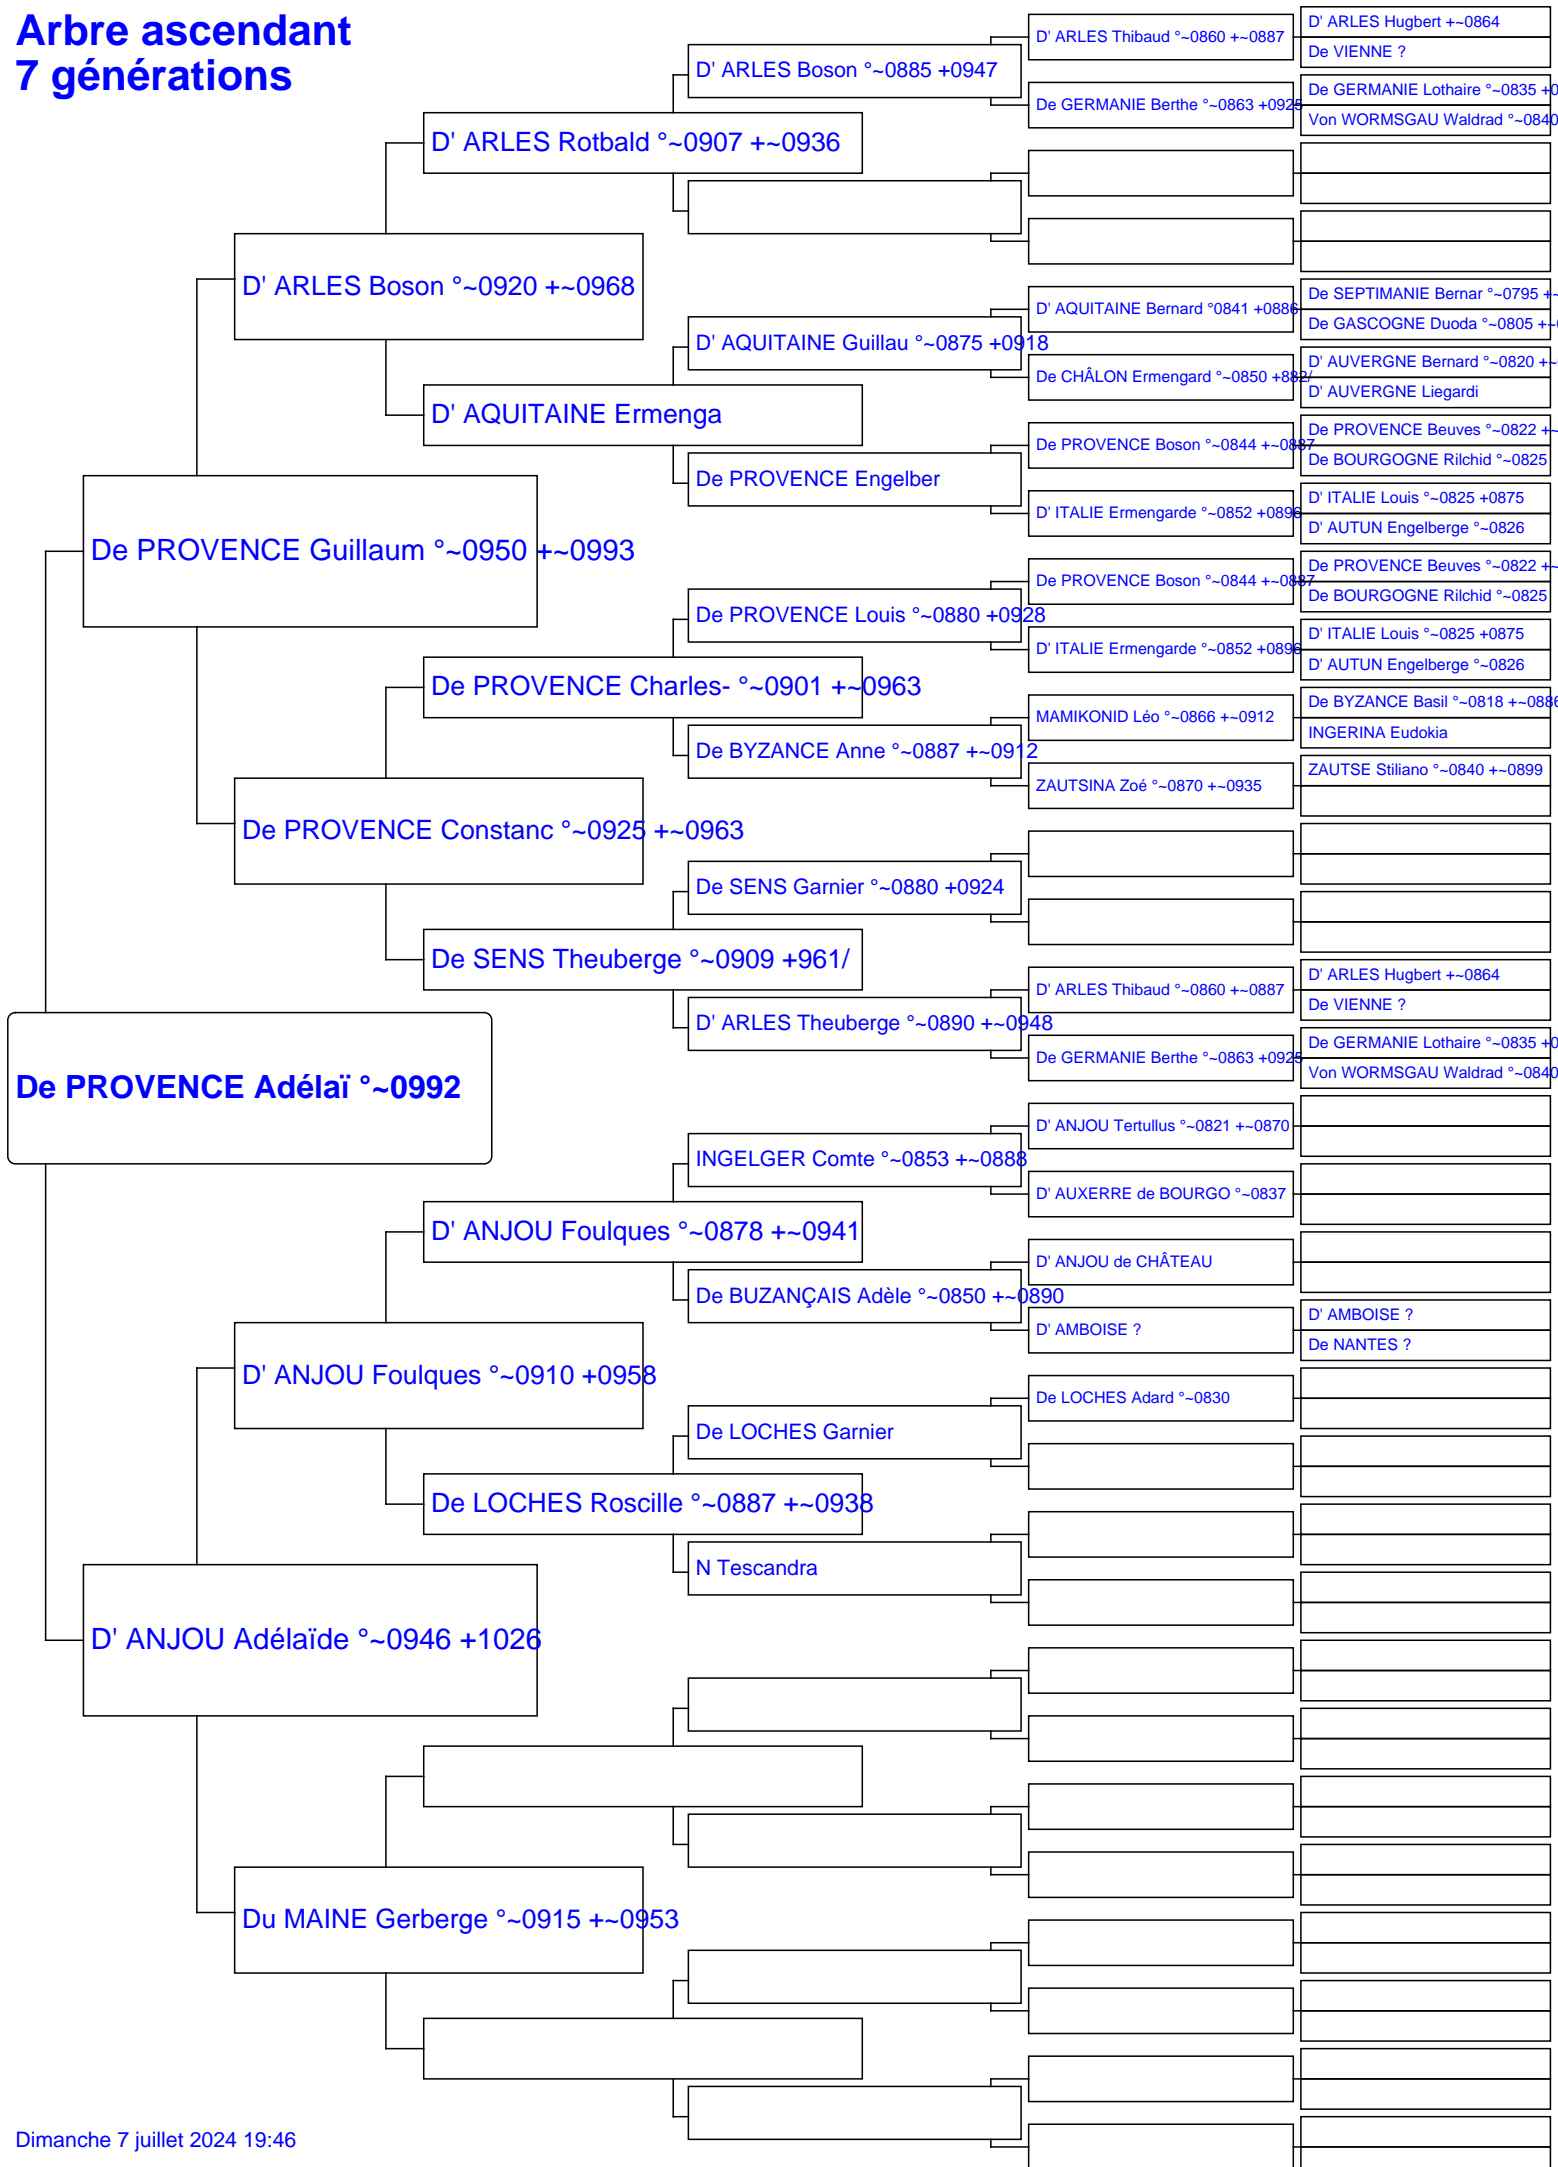 Arbre ascendant
7 générations
De PROVENCE Adélaï °~0992
De PROVENCE Guillaum °~0950 +~0993
D' ANJOU Adélaïde °~0946 +1026
D' ARLES Boson °~0920 +~0968
De PROVENCE Constanc °~0925 +~0963
D' ANJOU Foulques °~0910 +0958
Du MAINE Gerberge °~0915 +~0953
D' ARLES Rotbald °~0907 +~0936
D' AQUITAINE Ermenga
De PROVENCE Charles- °~0901 +~0963
De SENS Theuberge °~0909 +961/
D' ANJOU Foulques °~0878 +~0941
De LOCHES Roscille °~0887 +~0938
D' ARLES Boson °~0885 +0947
D' AQUITAINE Guillau °~0875 +0918
De PROVENCE Engelber
De PROVENCE Louis °~0880 +0928
De BYZANCE Anne °~0887 +~0912
De SENS Garnier °~0880 +0924
D' ARLES Theuberge °~0890 +~0948
INGELGER Comte °~0853 +~0888
De BUZANÇAIS Adèle °~0850 +~0890
De LOCHES Garnier
N Tescandra
D' ARLES Thibaud °~0860 +~0887
De GERMANIE Berthe °~0863 +0925
D' AQUITAINE Bernard °0841 +0886
De CHÂLON Ermengard °~0850 +882/
De PROVENCE Boson °~0844 +~0887
D' ITALIE Ermengarde °~0852 +0896
De PROVENCE Boson °~0844 +~0887
D' ITALIE Ermengarde °~0852 +0896
MAMIKONID Léo °~0866 +~0912
ZAUTSINA Zoé °~0870 +~0935
D' ARLES Thibaud °~0860 +~0887
De GERMANIE Berthe °~0863 +0925
D' ANJOU Tertullus °~0821 +~0870
D' AUXERRE de BOURGO °~0837
D' ANJOU de CHÂTEAU
D' AMBOISE ?
De LOCHES Adard °~0830
D' ARLES Hugbert +~0864
De VIENNE ?
De GERMANIE Lothaire °~0835 +0
Von WORMSGAU Waldrad °~0840
De SEPTIMANIE Bernar °~0795 +~
De GASCOGNE Duoda °~0805 +~
D' AUVERGNE Bernard °~0820 +~
D' AUVERGNE Liegardi
De PROVENCE Beuves °~0822 +~
De BOURGOGNE Rilchid °~0825
D' ITALIE Louis °~0825 +0875
D' AUTUN Engelberge °~0826
De PROVENCE Beuves °~0822 +~
De BOURGOGNE Rilchid °~0825
D' ITALIE Louis °~0825 +0875
D' AUTUN Engelberge °~0826
De BYZANCE Basil °~0818 +~0886
INGERINA Eudokia
ZAUTSE Stiliano °~0840 +~0899
D' ARLES Hugbert +~0864
De VIENNE ?
De GERMANIE Lothaire °~0835 +0
Von WORMSGAU Waldrad °~0840
D' AMBOISE ?
De NANTES ?
Dimanche 7 juillet 2024 19:46